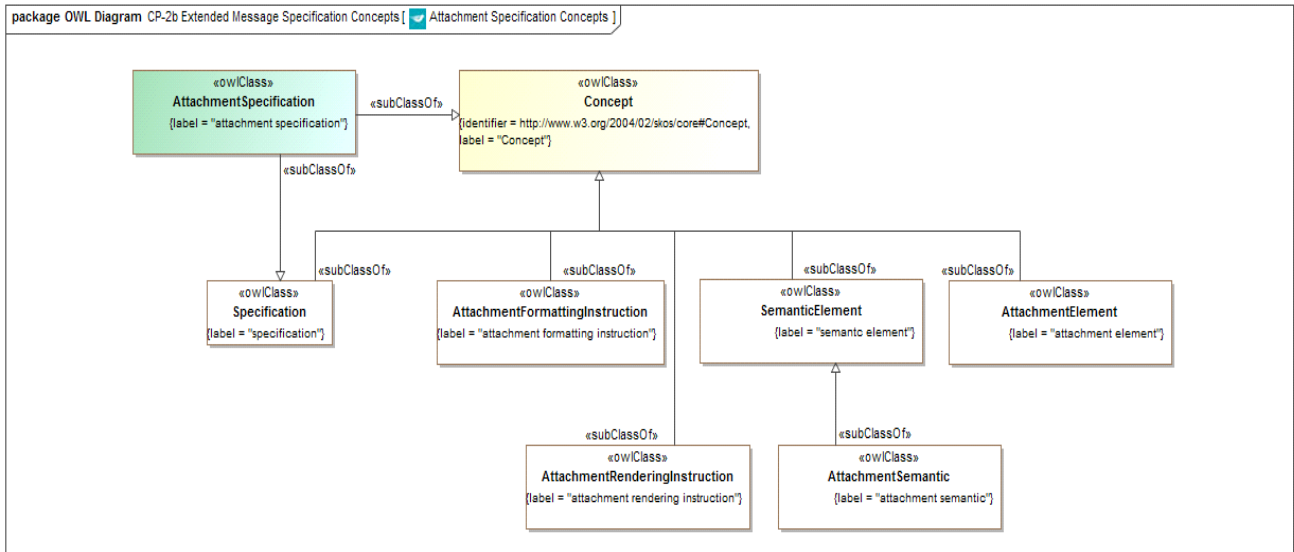 package OWL Diagram CP-2b Extended Message Specification Concepts [ Attachment Specification Concepts ]
«owlClass»
AttachmentSpecification
{label = "attachment specification"}
«subClassOf»
«owlClass»
Concept
{identifier = http://www.w3.org/2004/02/skos/core#Concept,
label = "Concept"}
«subClassOf»
«subClassOf»
«owlClass»
Specification
{label = "specification"}
«subClassOf»
«owlClass»
AttachmentFormattingInstruction
{label = "attachment formatting instruction"}
«subClassOf»
«owlClass»
SemanticElement
{label = "semantc element"}
«subClassOf»
«owlClass»
AttachmentElement
{label = "attachment element"}
«subClassOf»
«owlClass»
AttachmentRenderingInstruction
{label = "attachment rendering instruction"}
«subClassOf»
«owlClass»
AttachmentSemantic
{label = "attachment semantic"}